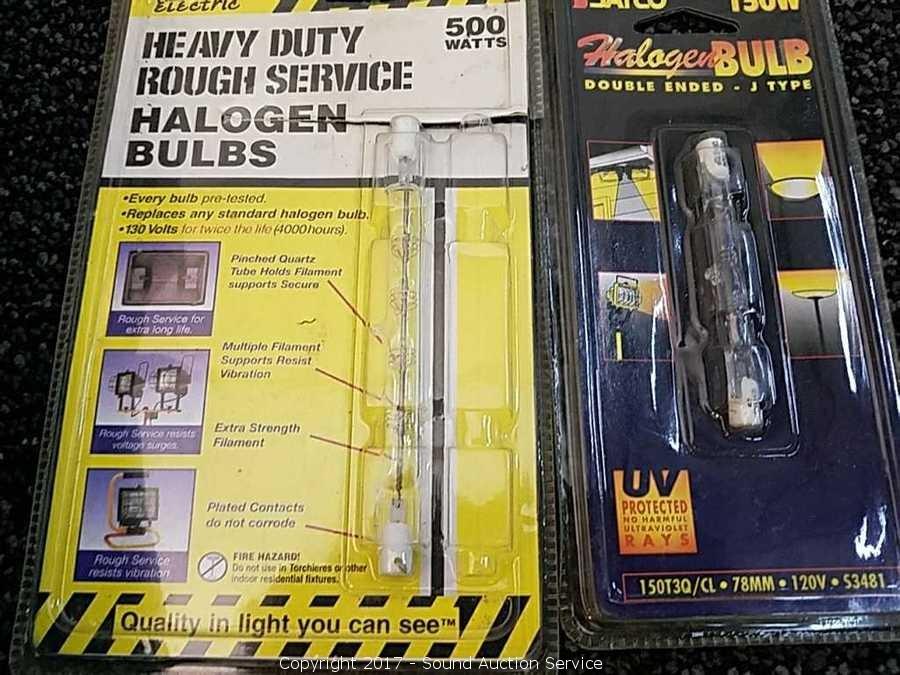 Electric
HEAVY DUTY
ROUGH SERVICE
HALOGEN
BULBS
500
WATTS
•Every bulb pre-tested.
•Replaces any standard halogen bulb.
•130 Volts for twice the life (4000hours).
Pinched Quartz
Tube Holds Filament
supports Secure
Rough Service for
extra long life.
Multiple Filament
Supports Resist
Vibration
Rough Service resists
voltage surges.
Extra Strength
Filament
Plated Contacts
do not corrode
Rough Service
resists vibration.
FIRE HAZARD!
Do not use in Torchieres or other
indoor residential fixtures.
Quality in light you can see™
SATCO
150W
Halogen BULB
DOUBLE ENDED - J TYPE
UV
PROTECTED
NO HARMFUL
ULTRAVIOLET
RAYS
150T3Q/CL • 78MM • 120V • S3481
Copyright 2017 - Sound Auction Service